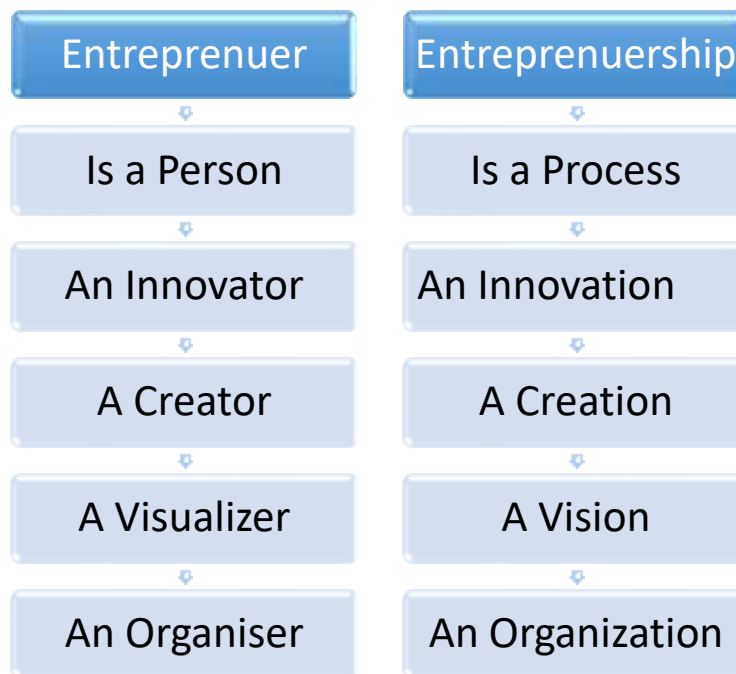 Entreprenuer
Is a Person
An Innovator
A Creator
A Visualizer
An Organiser
Entreprenuership
Is a Process
An Innovation
A Creation
A Vision
An Organization